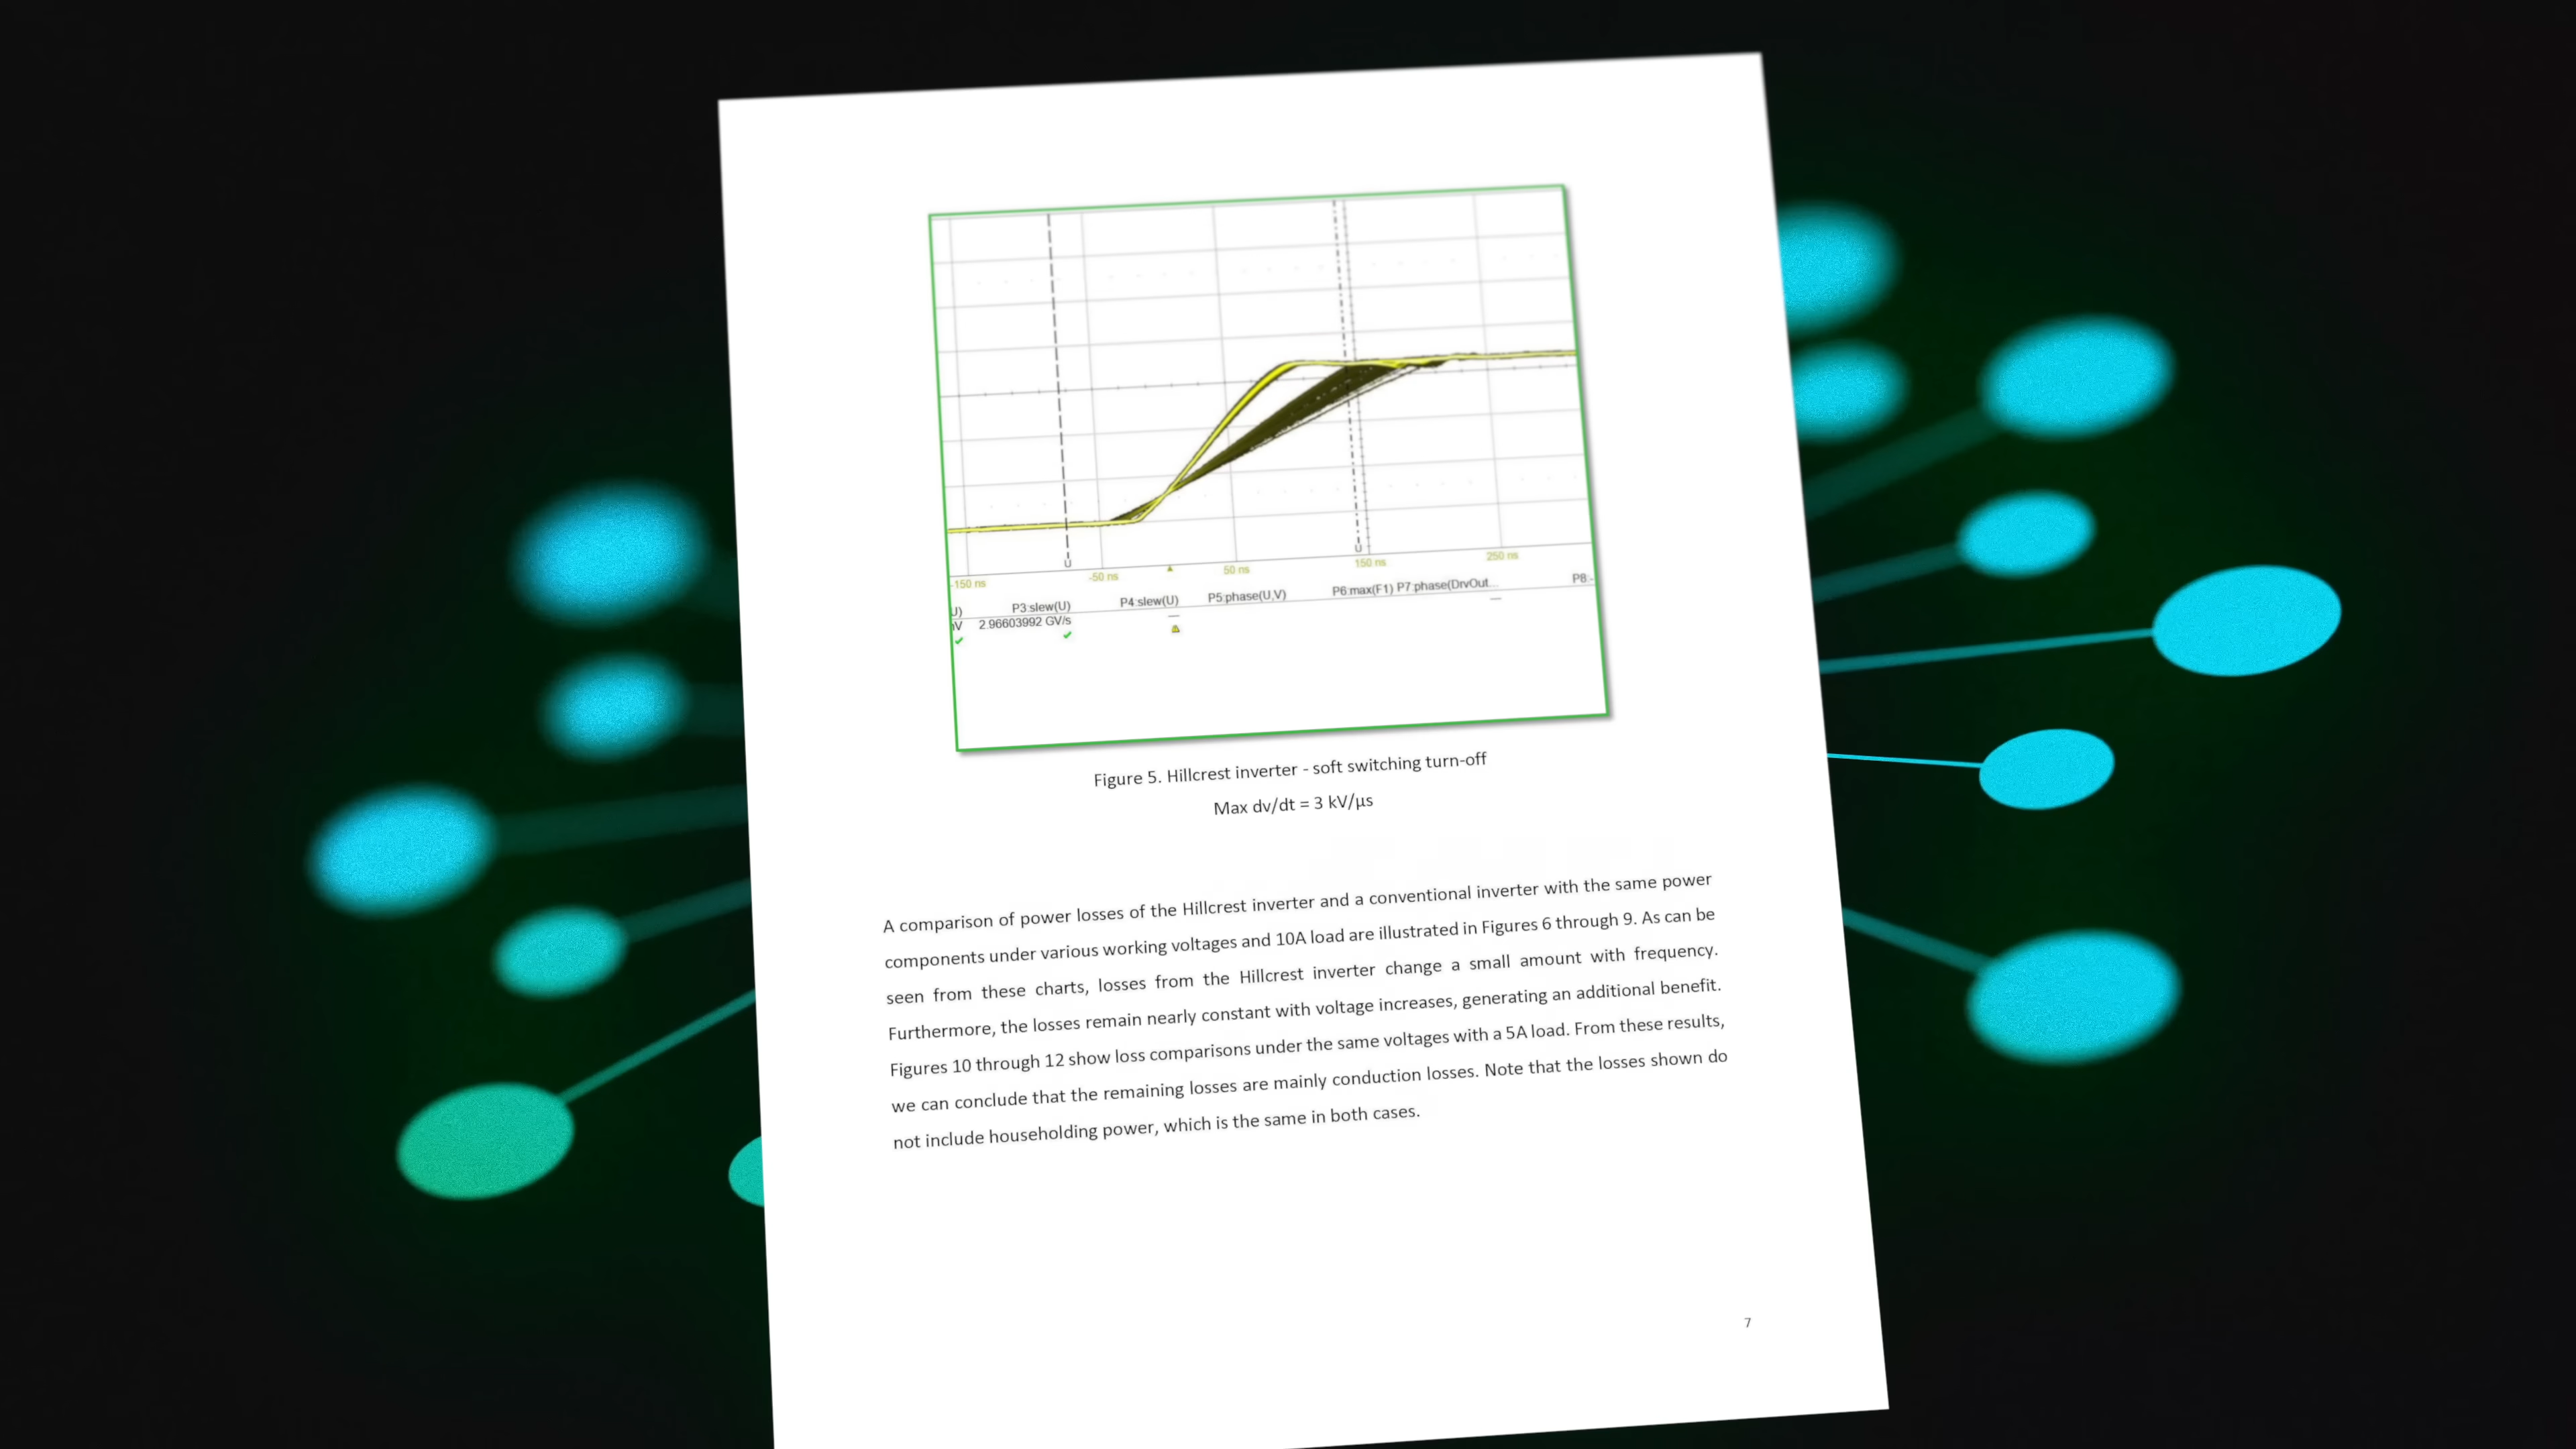 -150 ns -50 ns 50 ns 150 ns 250 ns
U U
U) P3:slew(U) P4:slew(U) P5:phase(U,V) P6:max(F1) P7:phase(DrvOut... P8:-
2.96603992 GV/s
Figure 5. Hillcrest inverter - soft switching turn-off
Max dv/dt = 3 kV/µs
A comparison of power losses of the Hillcrest inverter and a conventional inverter with the same power
components under various working voltages and 10A load are illustrated in Figures 6 through 9. As can be
seen from these charts, losses from the Hillcrest inverter change a small amount with frequency.
Furthermore, the losses remain nearly constant with voltage increases, generating an additional benefit.
Figures 10 through 12 show loss comparisons under the same voltages with a 5A load. From these results,
we can conclude that the remaining losses are mainly conduction losses. Note that the losses shown do
not include householding power, which is the same in both cases.
7